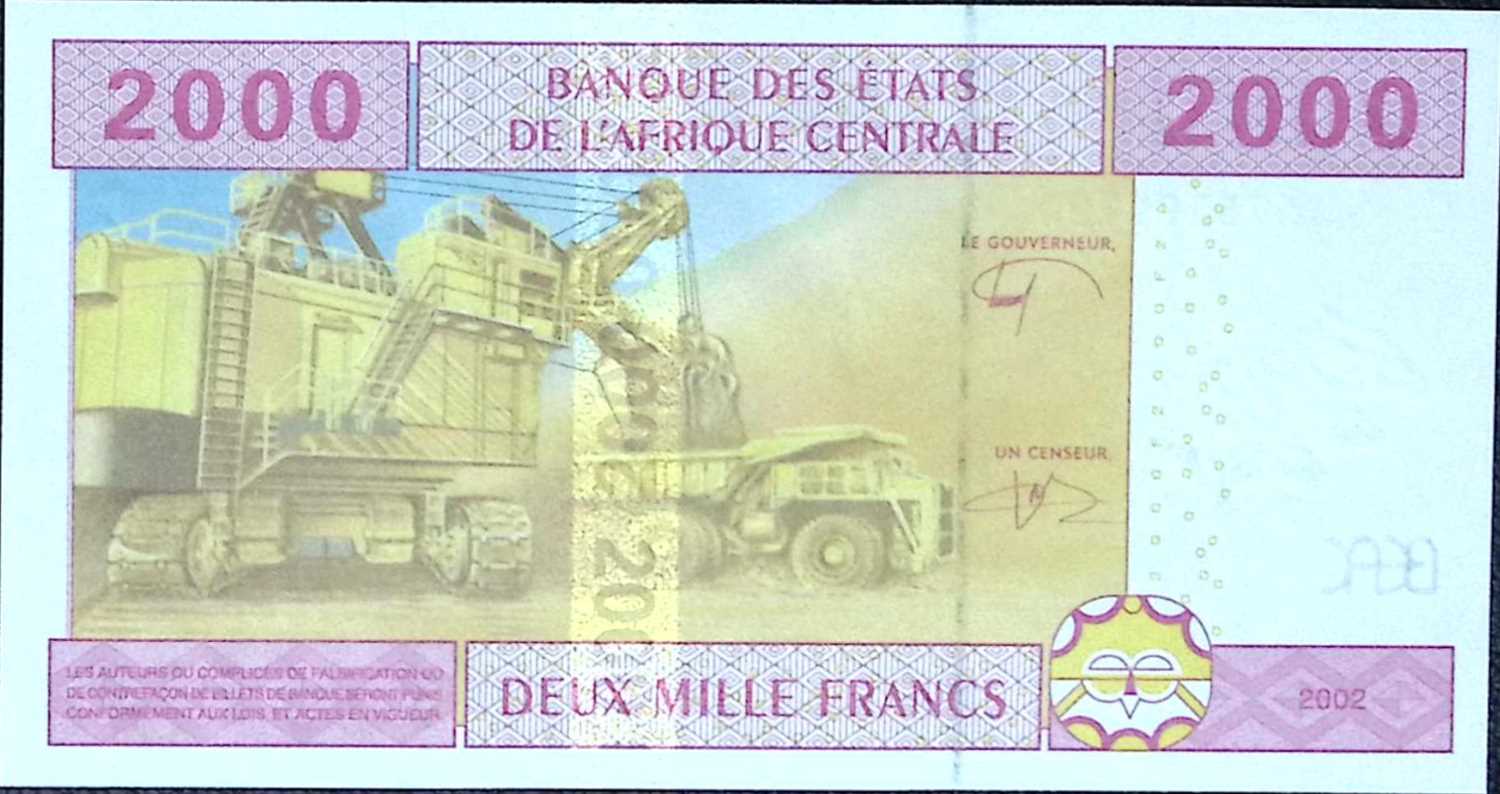 2000
BANQUE DES ÉTATS
DE L'AFRIQUE CENTRALE
2000
LE GOUVERNEUR,
UN CENSEUR,
LES AUTEURS OU COMPLICES DE FALSIFICATION OU
DE CONTREFAÇON DE BILLETS DE BANQUE SERONT PUNIS
CONFORMÉMENT AUX LOIS ET ACTES EN VIGUEUR.
DEUX MILLE FRANCS
2002